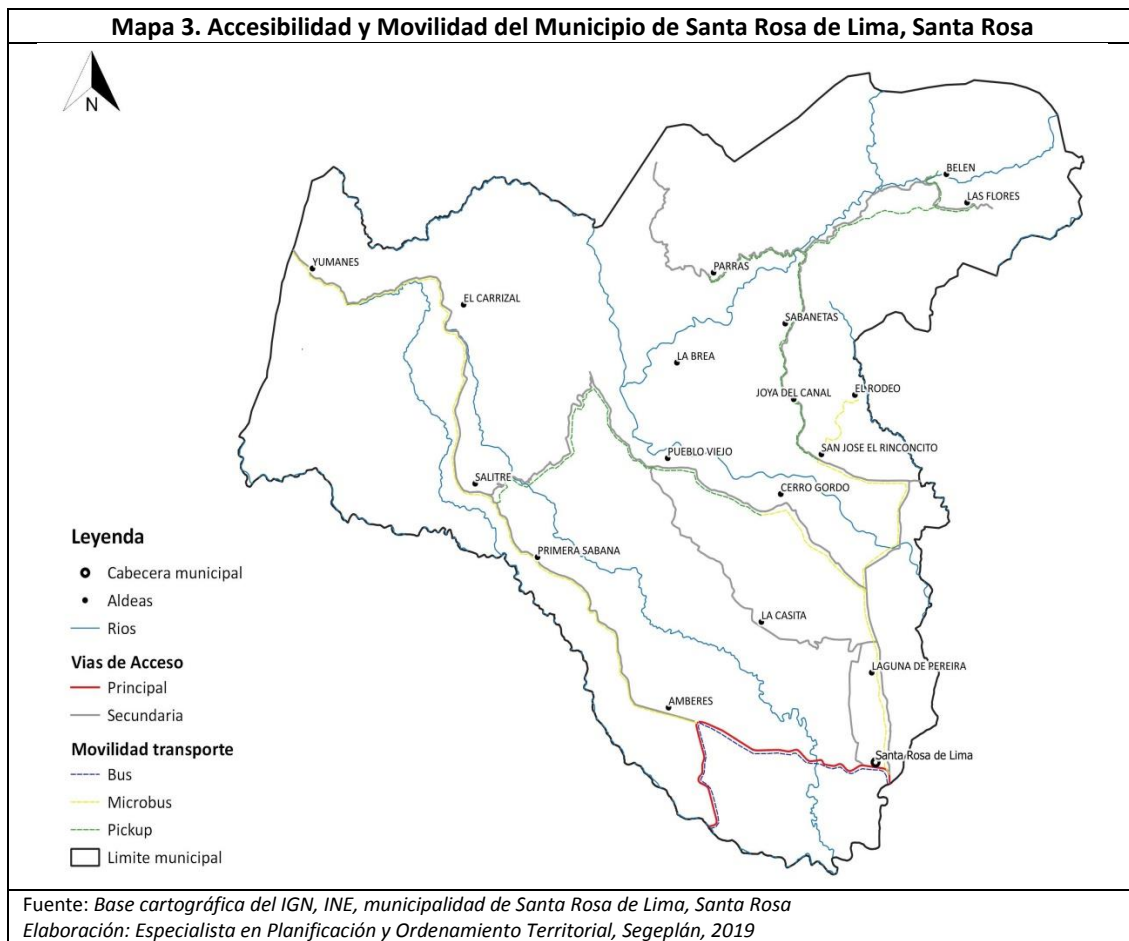 Mapa 3. Accesibilidad y Movilidad del Municipio de Santa Rosa de Lima, Santa Rosa
N
BELEN
LAS FLORES
YUMANES
PARRAS
EL CARRIZAL
SABANETAS
LA BREA
JOYA DEL CANAL
EL RODEO
SAN JOSE EL RINCONCITO
PUEBLO VIEJO
SALITRE
CERRO GORDO
PRIMERA SABANA
LA CASITA
LAGUNA DE PEREIRA
AMBERES
Santa Rosa de Lima
Leyenda
Cabecera municipal
Aldeas
Rios
Vias de Acceso
Principal
Secundaria
Movilidad transporte
Bus
Microbus
Pickup
Limite municipal
Fuente: Base cartográfica del IGN, INE, municipalidad de Santa Rosa de Lima, Santa Rosa
Elaboración: Especialista en Planificación y Ordenamiento Territorial, Segeplán, 2019